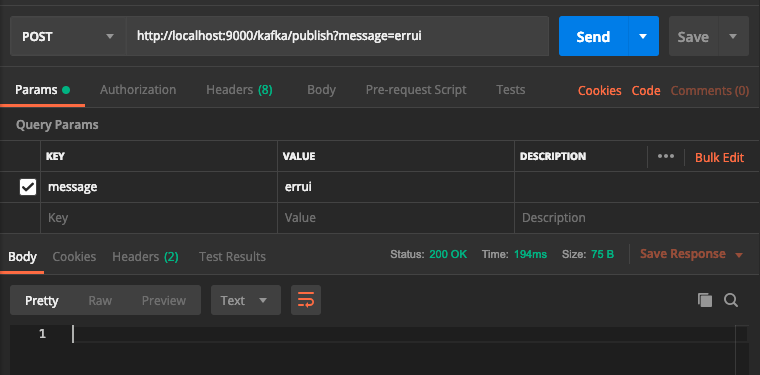 POST http://localhost:9000/kafka/publish?message=errui Send Save
Params Authorization Headers (8) Body Pre-request Script Tests Cookies Code Comments (0)
Query Params
KEY VALUE DESCRIPTION ••• Bulk Edit
message errui
Key Value Description
Body Cookies Headers (2) Test Results Status: 200 OK Time: 194ms Size: 75 B Save Response
Pretty Raw Preview Text
1